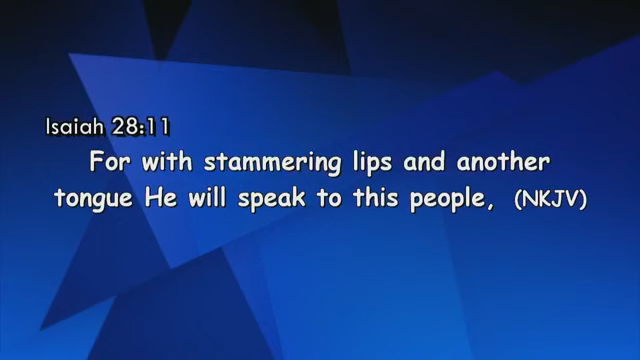 Isaiah 28:11
For with stammering lips and another
tongue He will speak to this people, (NKJV)